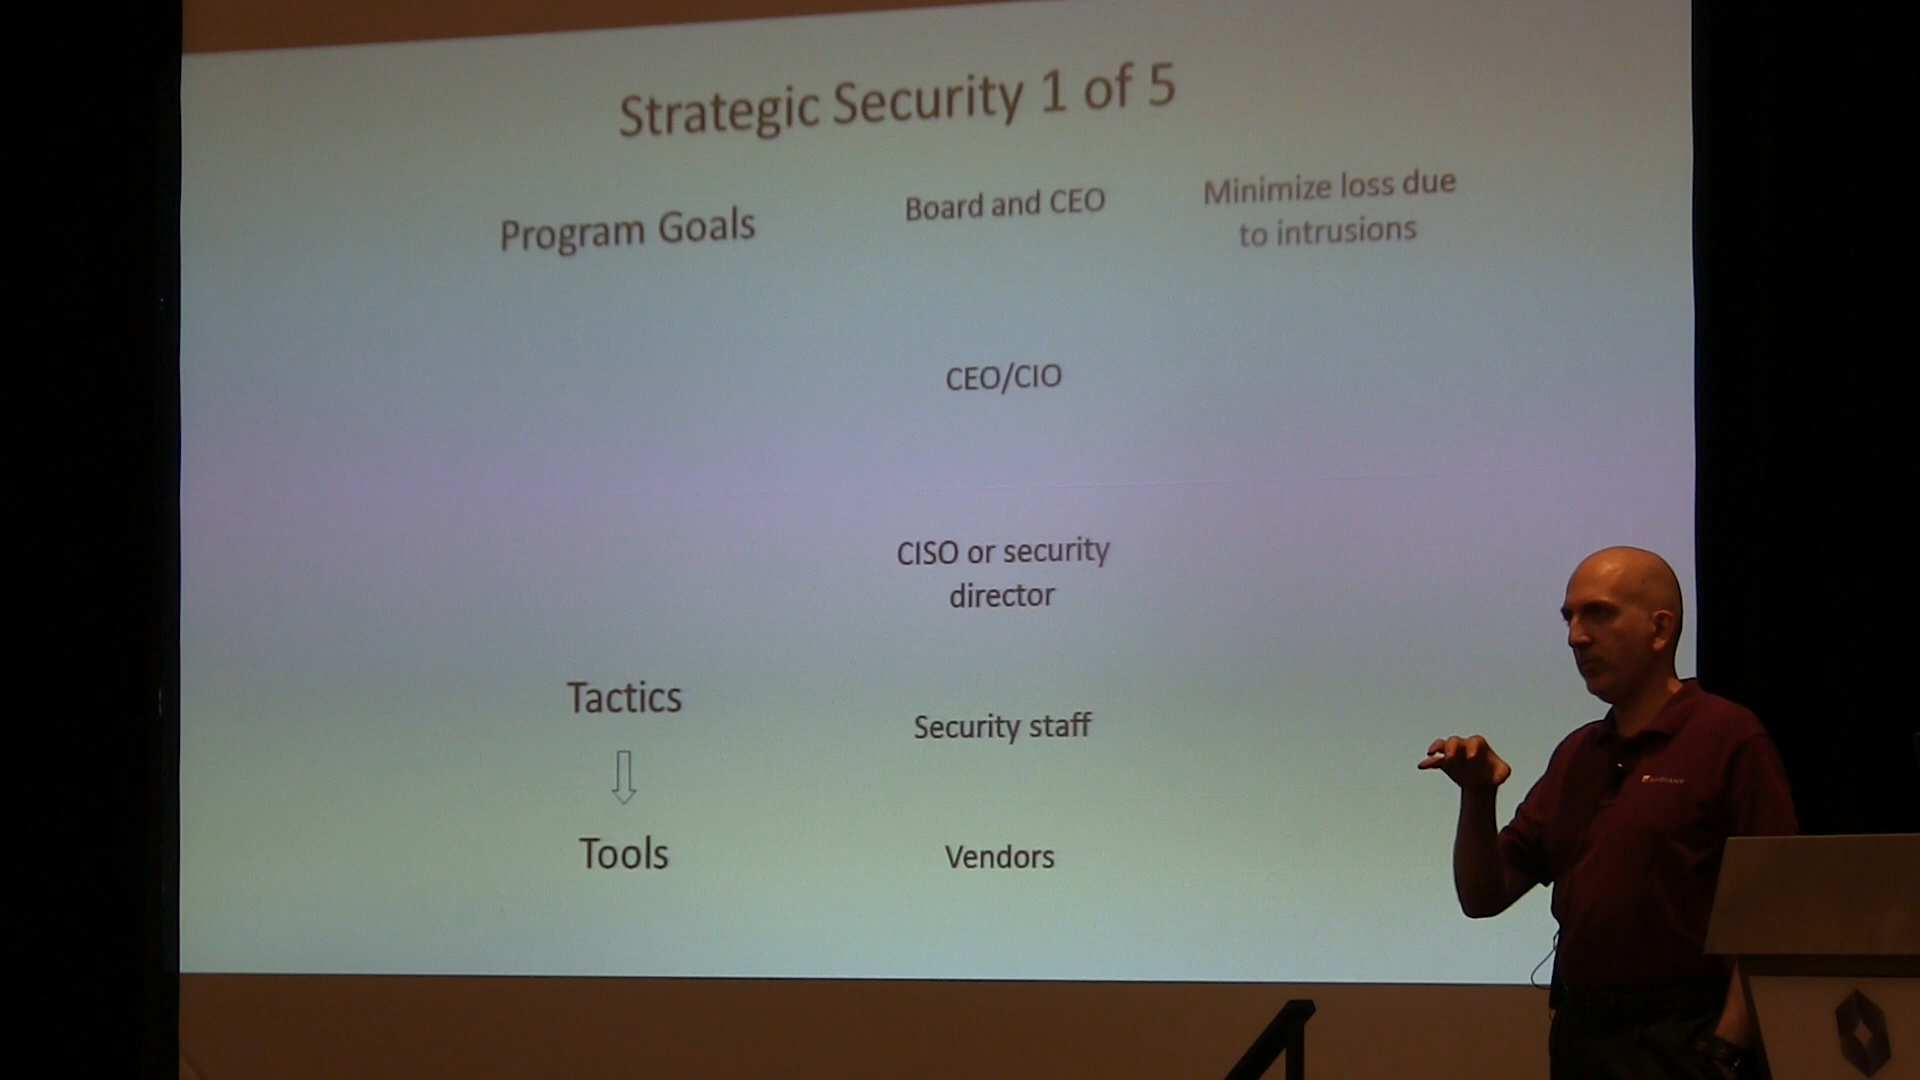 Strategic Security 1 of 5
Program Goals
Board and CEO
Minimize loss due
to intrusions
CEO/CIO
CISO or security
director
Tactics
Security staff
Tools
Vendors